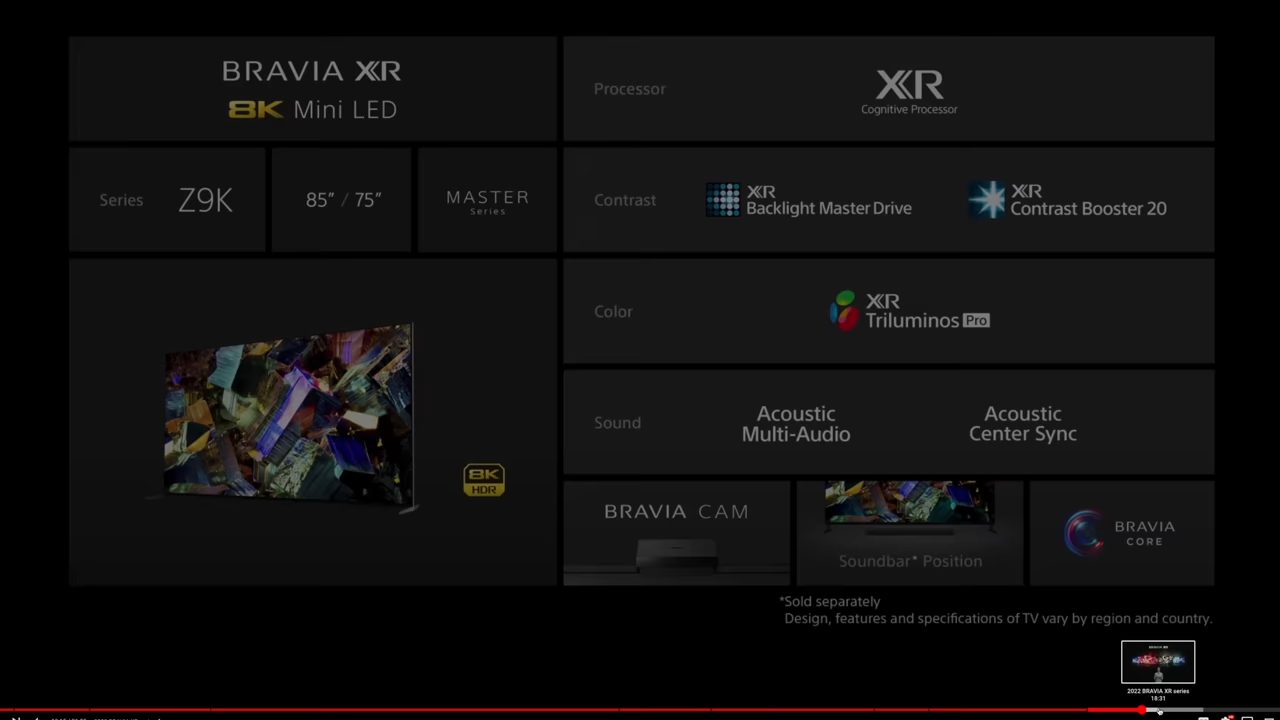 BRAVIA XR
8K Mini LED
Processor
XR
Cognitive Processor
Series
Z9K
85” / 75”
MASTER
Series
Contrast
XR
Backlight Master Drive
XR
Contrast Booster 20
Color
XR
Triluminos Pro
Sound
Acoustic
Multi-Audio
Acoustic
Center Sync
8K
HDR
BRAVIA CAM
Soundbar* Position
BRAVIA
CORE
*Sold separately
Design, features and specifications of TV vary by region and country.
2022 BRAVIA XR series
18:31